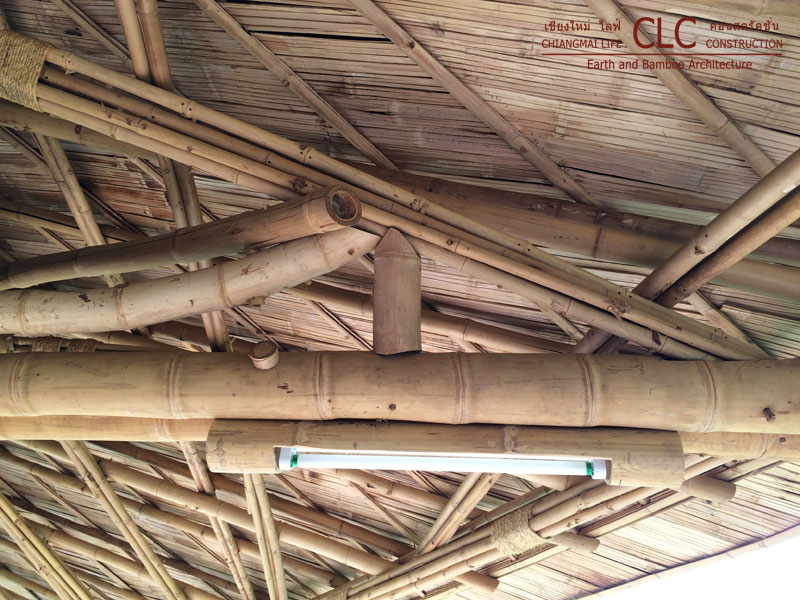 เชียงใหม่ ไลฟ์ CLC คอนสตรัคชั่น
CHIANGMAI LIFE CONSTRUCTION
Earth and Bamboo Architecture